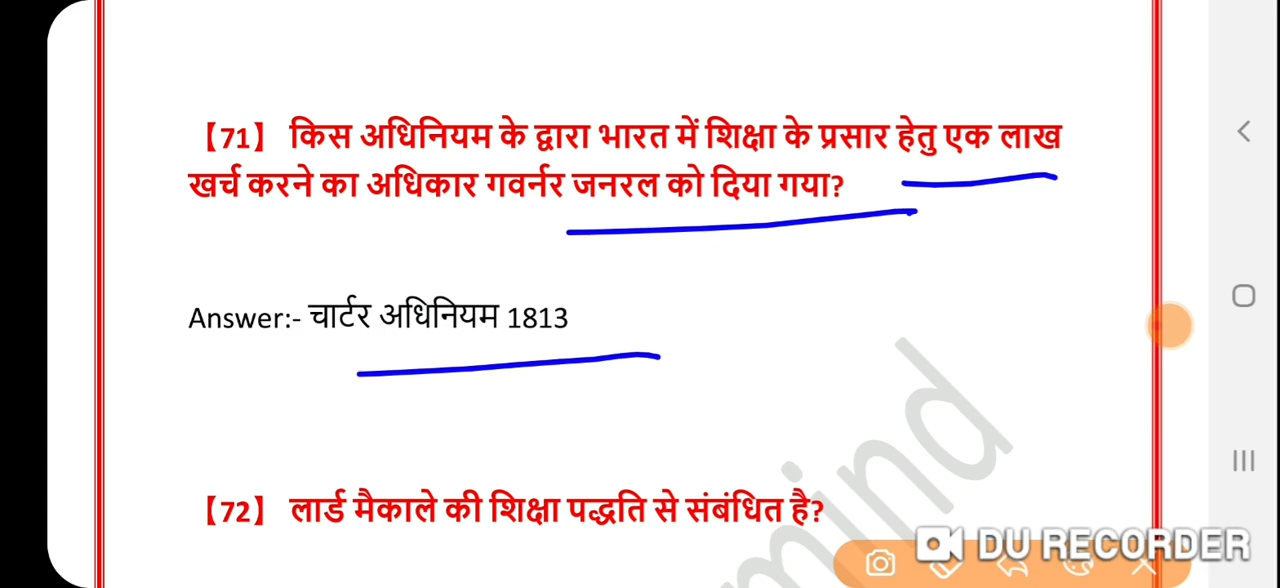 【71】 किस अधिनियम के द्वारा भारत में शिक्षा के प्रसार हेतु एक लाख
खर्च करने का अधिकार गवर्नर जनरल को दिया गया?
Answer:- चार्टर अधिनियम 1813
【72】 लार्ड मैकाले की शिक्षा पद्धति से संबंधित है?
mind
DU RECORDER